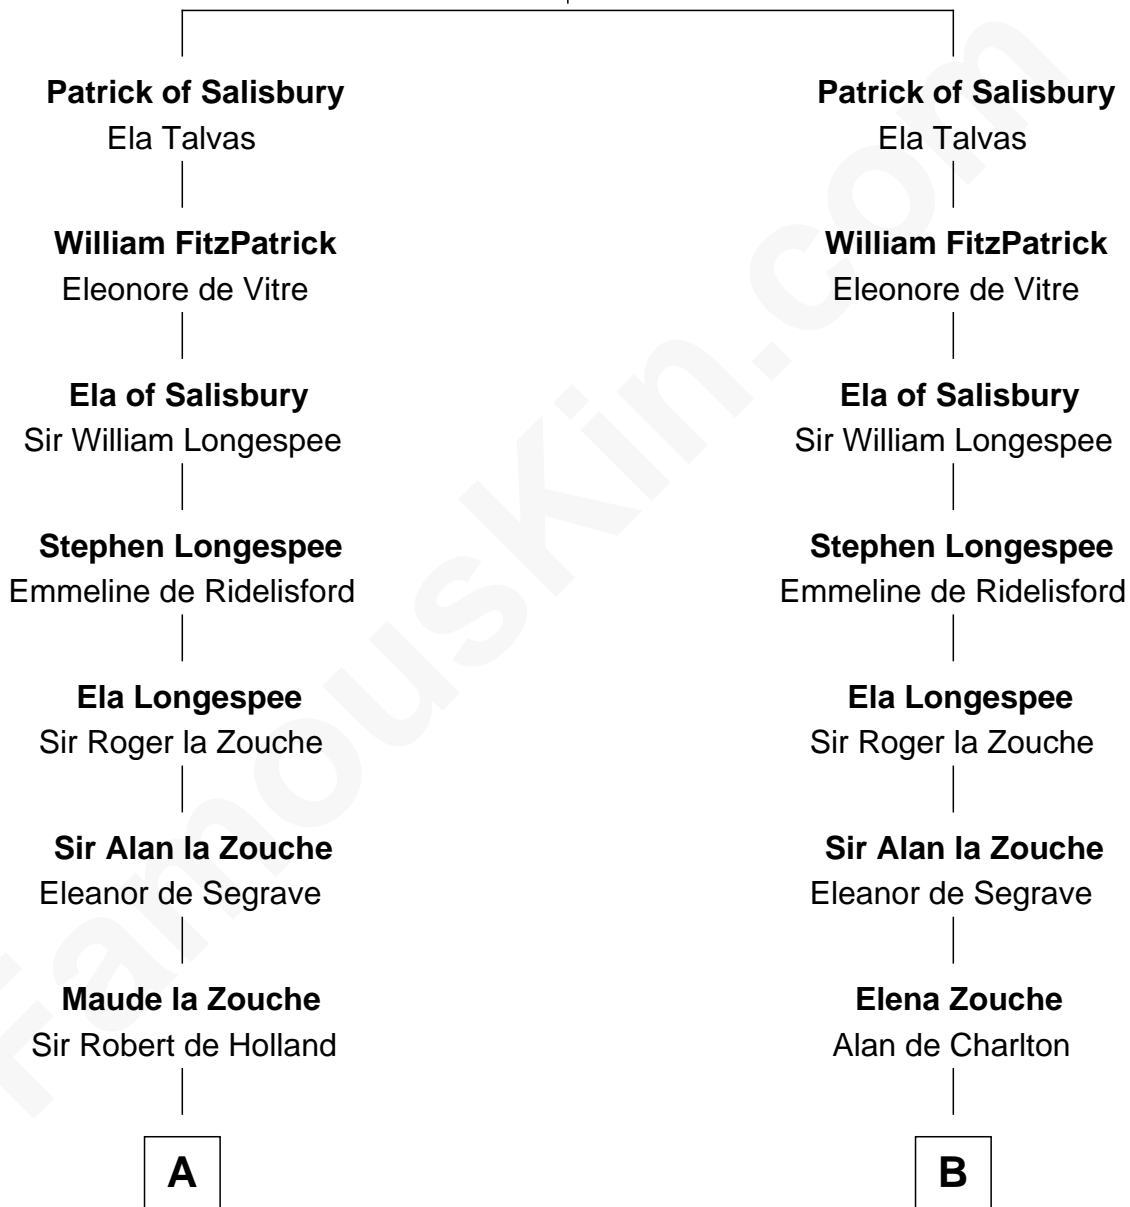 Patrick of Salisbury
Ela Talvas
William FitzPatrick
Eleonore de Vitre
Ela of Salisbury
Sir William Longespee
Stephen Longespee
Emmeline de Ridelisford
Ela Longespee
Sir Roger la Zouche
Sir Alan la Zouche
Eleanor de Segrave
Maude la Zouche
Sir Robert de Holland
A
Patrick of Salisbury
Ela Talvas
William FitzPatrick
Eleonore de Vitre
Ela of Salisbury
Sir William Longespee
Stephen Longespee
Emmeline de Ridelisford
Ela Longespee
Sir Roger la Zouche
Sir Alan la Zouche
Eleanor de Segrave
Elena Zouche
Alan de Charlton
B
FamousKin.com